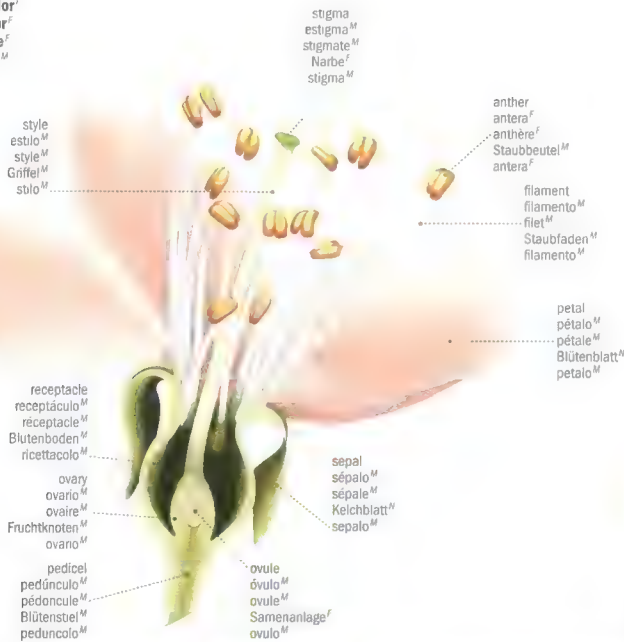 stigma
estigma M
stigmate M
Narbe F
stigma M
style
estilo M
style M
Griffel M
stilo M
anther
antera F
anthère F
Staubbeutel M
antera F
filament
filamento M
filet M
Staubfaden M
filamento M
petal
pétalo M
pétale M
Blütenblatt N
petalo M
receptacle
receptáculo M
réceptacle M
Blutenboden M
ricettacolo M
ovary
ovario M
ovaire M
Fruchtknoten M
ovario M
pedicel
pedúnculo M
pédoncule M
Blütenstiel M
peduncolo M
sepal
sépalo M
sépale M
Kelchblatt N
sepalo M
ovule
óvulo M
ovule M
Samenanlage F
ovulo M